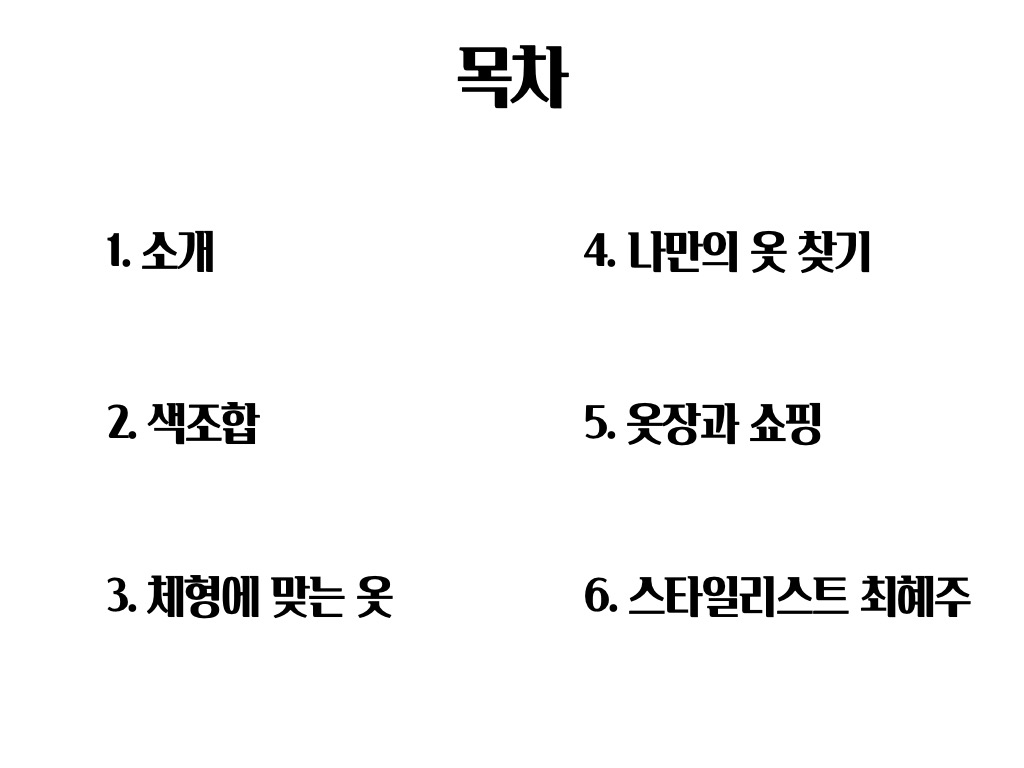 목차
1. 소개
2. 색조합
3. 체형에 맞는 옷
4. 나만의 옷 찾기
5. 옷장과 쇼핑
6. 스타일리스트 최혜주